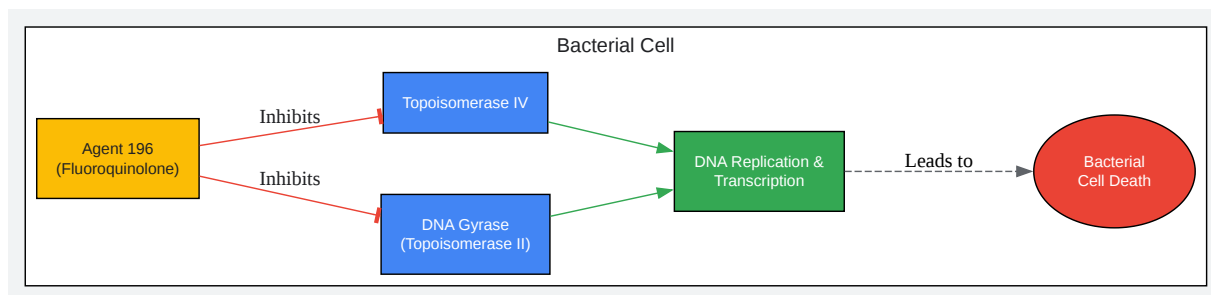 Bacterial Cell
Agent 196
(Fluoroquinolone)
Inhibits
Inhibits
Topoisomerase IV
DNA Gyrase
(Topoisomerase II)
DNA Replication &
Transcription
Leads to
Bacterial
Cell Death